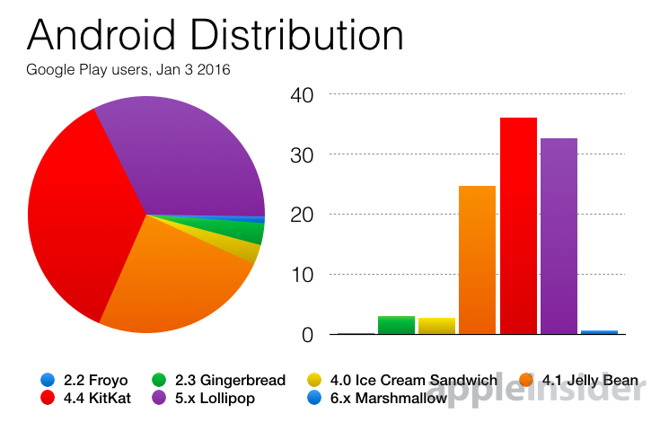 Android Distribution
Google Play users, Jan 3 2016
40
30
20
10
0
2.2 Froyo 2.3 Gingerbread 4.0 Ice Cream Sandwich 4.1 Jelly Bean
4.4 KitKat 5.x Lollipop 6.x Marshmallow
appleinsider